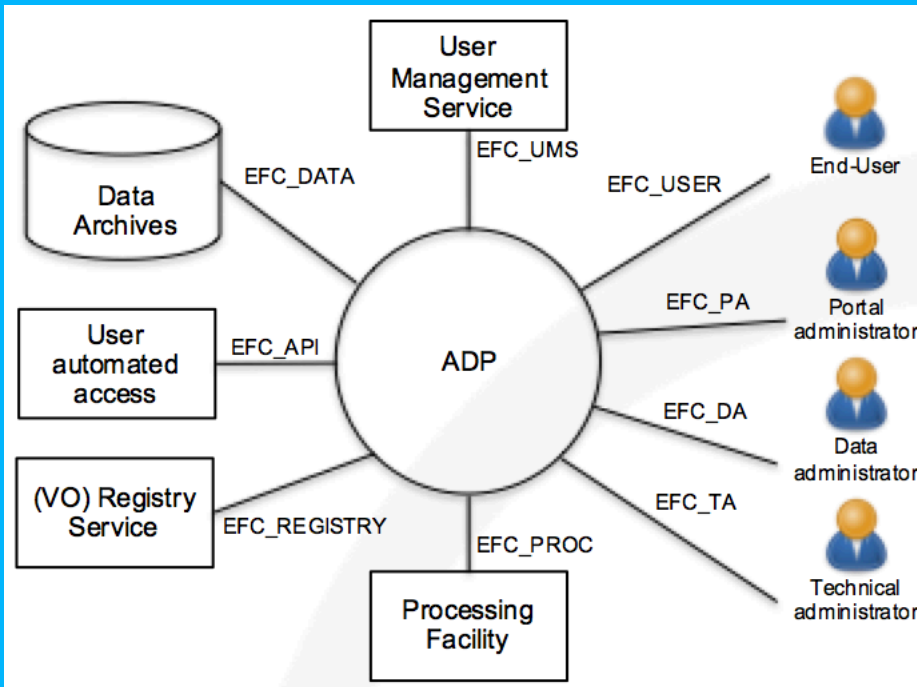 User
Management
Service
EFC_UMS
End-User
EFC_DATA
EFC_USER
Data
Archives
EFC_PA
Portal
administrator
User
automated
access
EFC_API
ADP
EFC_DA
Data
administrator
(VO) Registry
Service
EFC_REGISTRY
EFC_TA
EFC_PROC
Technical
administrator
Processing
Facility